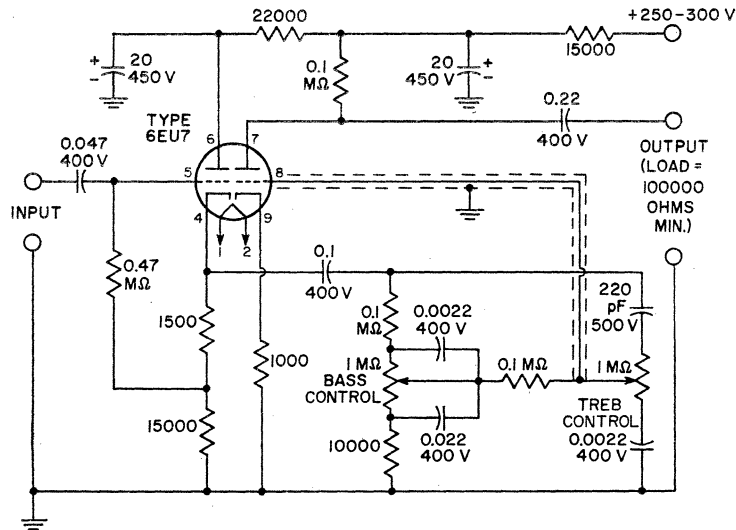 22000
+250-300 V
15000
+
-
20
450 V
0.1
MΩ
20
450 V
+
-
TYPE
6EU7
0.22
400 V
6
7
0.047
400 V
5
8
OUTPUT
(LOAD =
100000
OHMS
MIN.)
INPUT
4
9
1
2
0.47
MΩ
0.1
400 V
220
pF
500 V
1500
0.1
MΩ
0.0022
400 V
1000
1 MΩ
BASS
CONTROL
0.1 MΩ
1 MΩ
TREB
CONTROL
15000
10000
0.022
400 V
0.0022
400 V